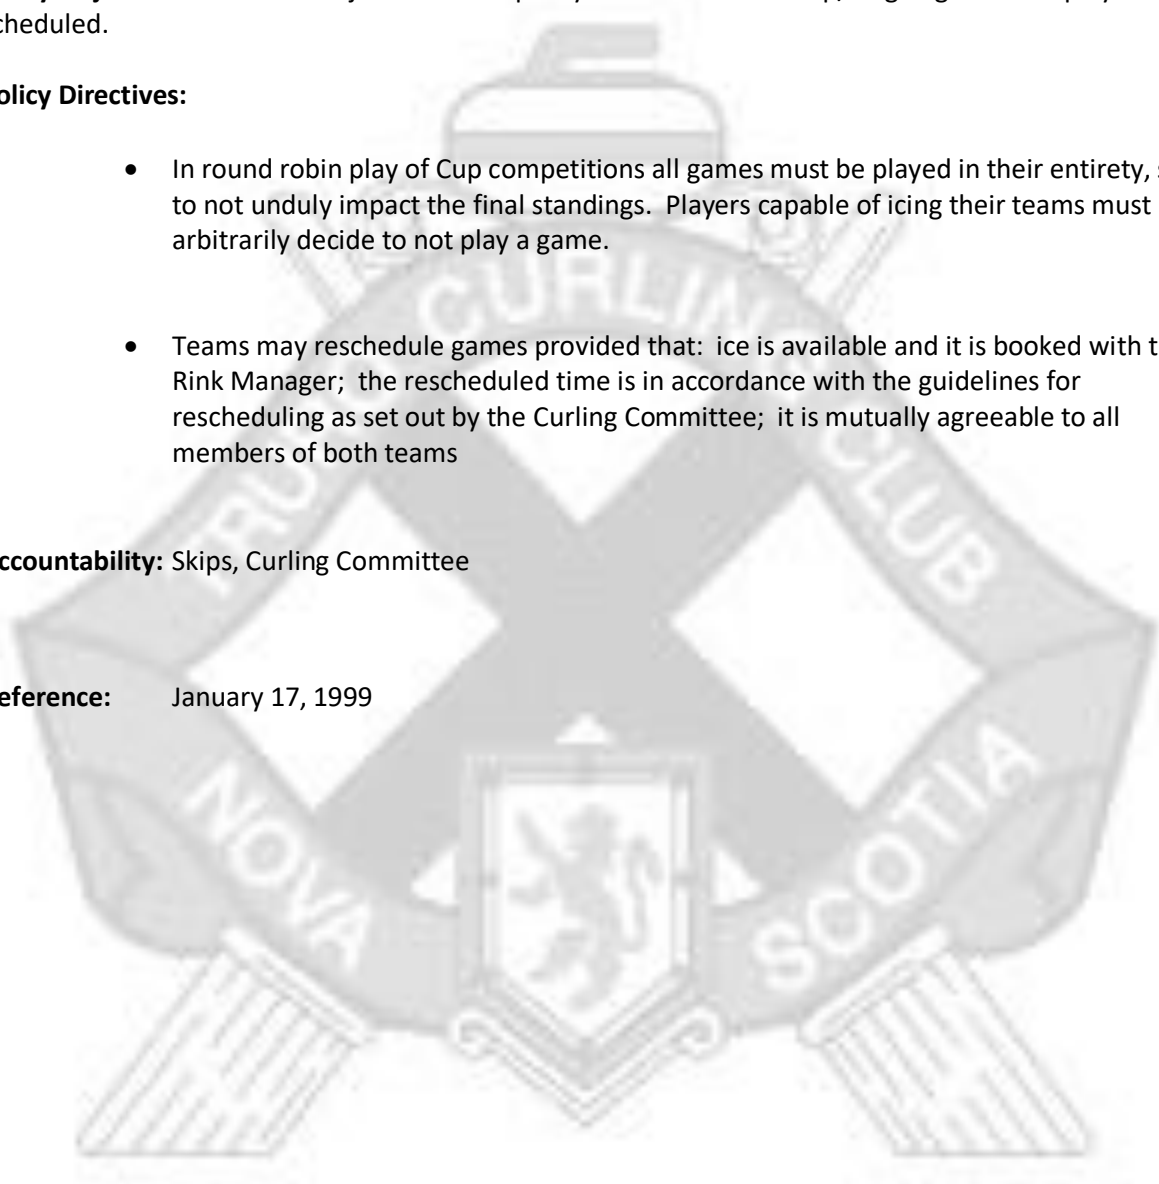 cheduled.
olicy Directives:
• In round robin play of Cup competitions all games must be played in their entirety, s
to not unduly impact the final standings. Players capable of icing their teams must
arbitrarily decide to not play a game.
• Teams may reschedule games provided that: ice is available and it is booked with t
Rink Manager; the rescheduled time is in accordance with the guidelines for
rescheduling as set out by the Curling Committee; it is mutually agreeable to all
members of both teams
ccountability: Skips, Curling Committee
eference: January 17, 1999
TRURO CURLING CLUB
NOVA SCOTIA